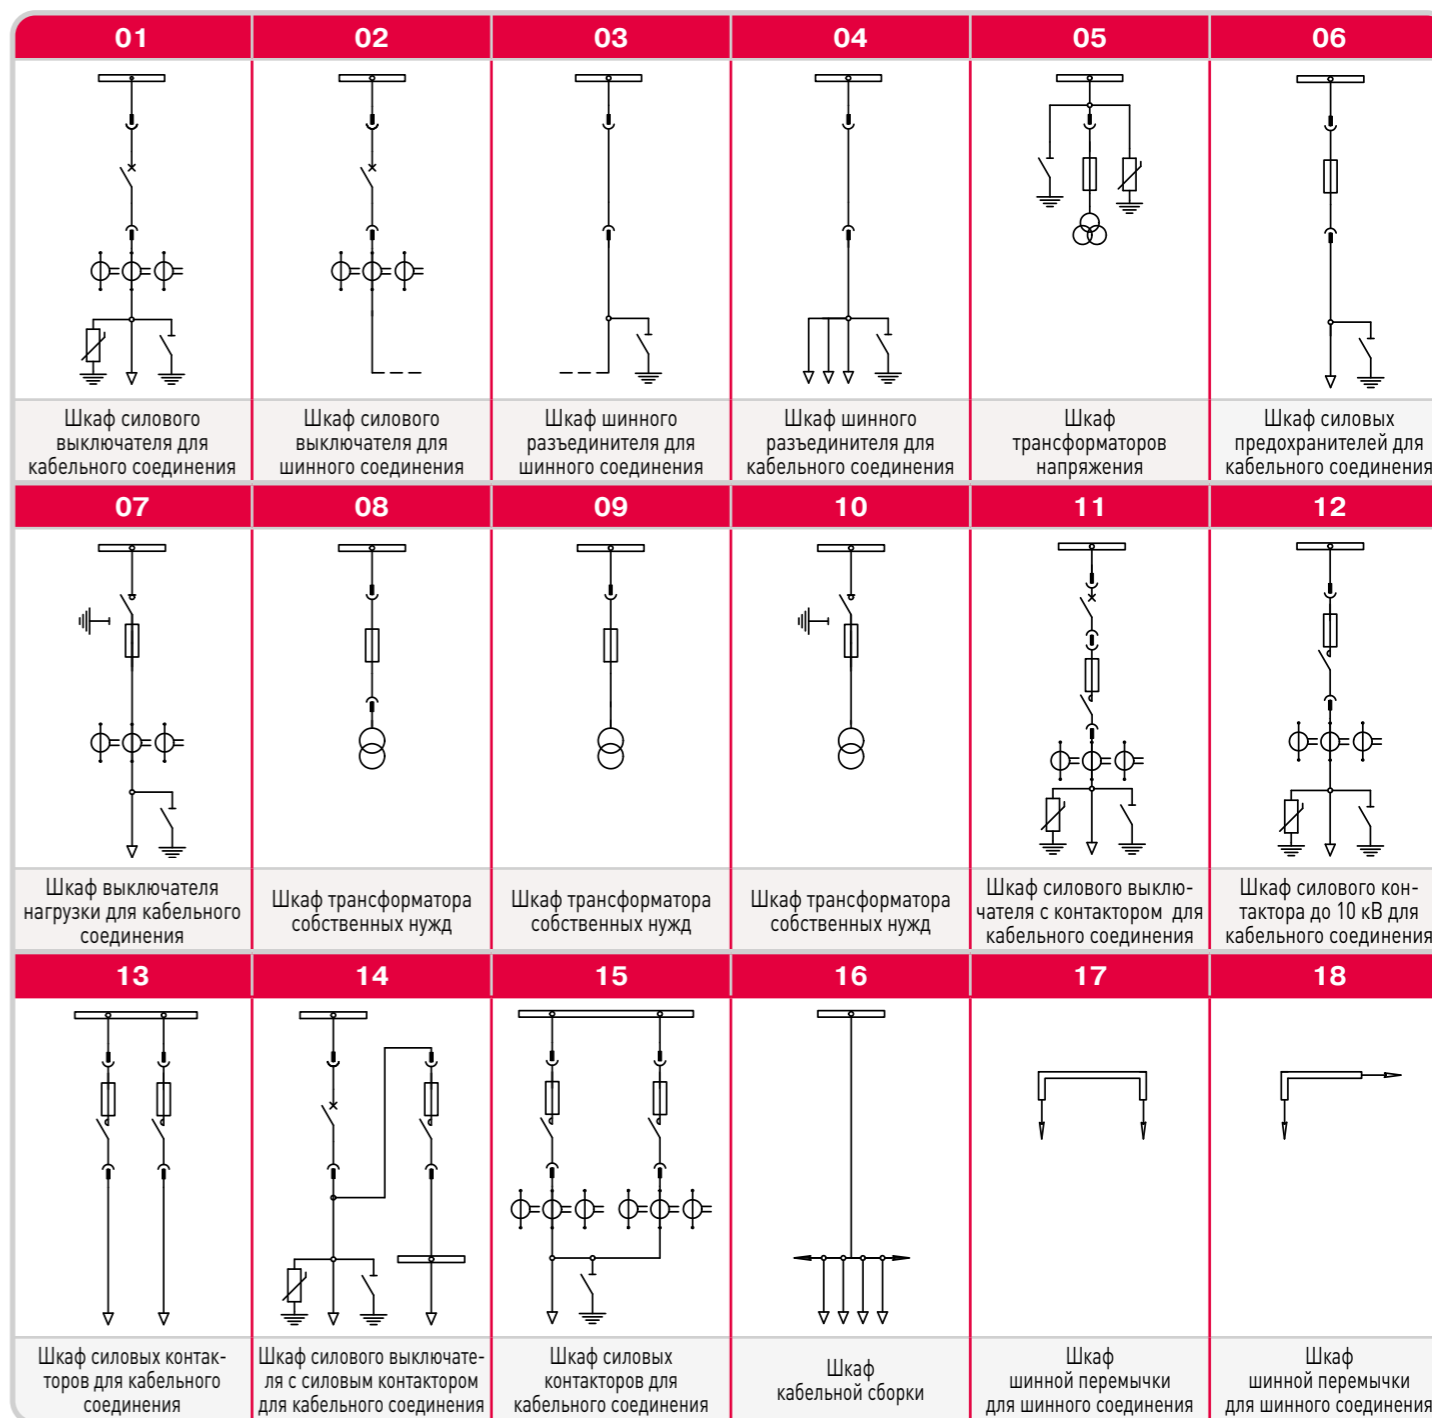 01 02 03 04 05 06
Шкаф силового
выключателя для
кабельного соединения
Шкаф силового
выключателя для
шинного соединения
Шкаф шинного
разъединителя для
шинного соединения
Шкаф шинного
разъединителя для
кабельного соединения
Шкаф
трансформаторов
напряжения
Шкаф силовых
предохранителей для
кабельного соединения
07 08 09 10 11 12
Шкаф выключателя
нагрузки для кабельного
соединения
Шкаф трансформатора
собственных нужд
Шкаф трансформатора
собственных нужд
Шкаф трансформатора
собственных нужд
Шкаф силового выклю-
чателя с контактором для
кабельного соединения
Шкаф силового кон-
тактора до 10 кВ для
кабельного соединения
13 14 15 16 17 18
Шкаф силовых контак-
торов для кабельного
соединения
Шкаф силового выключате-
ля с силовым контактором
для кабельного соединения
Шкаф силовых
контакторов для
кабельного соединения
Шкаф
кабельной сборки
Шкаф
шинной перемычки
для шинного соединения
Шкаф
шинной перемычки
для шинного соединения